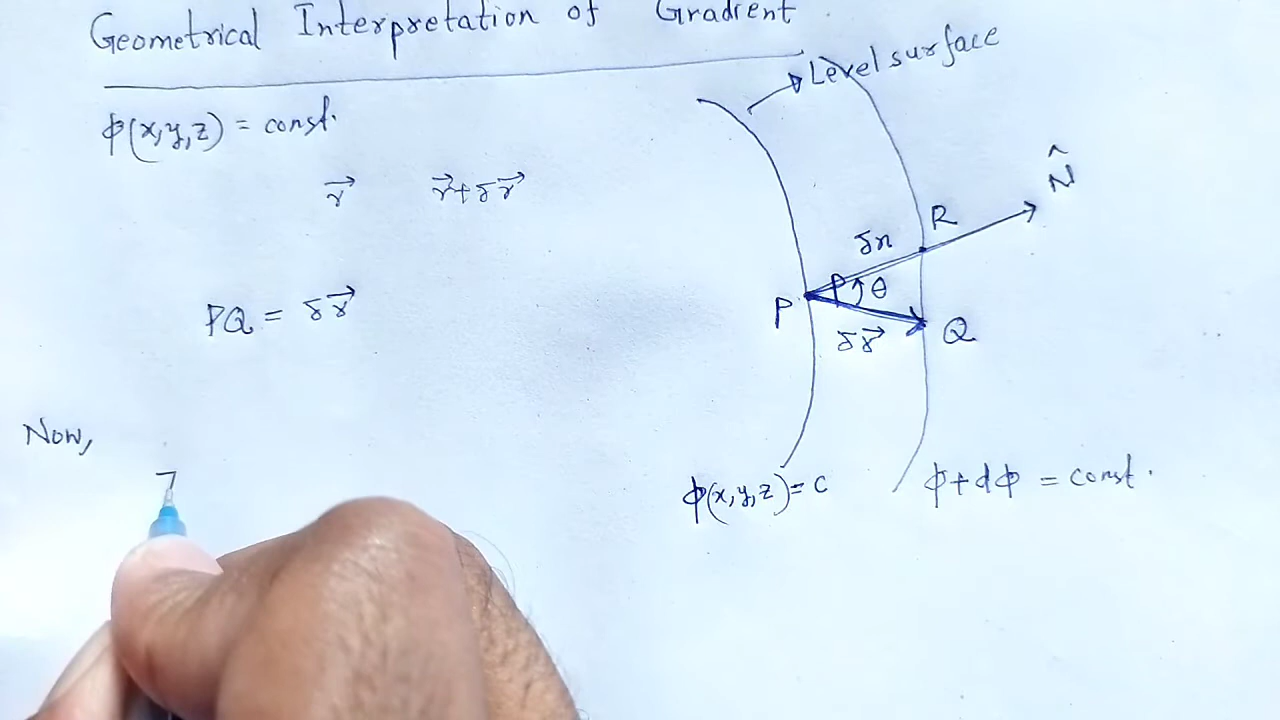 Geometrical Interpretation of Gradient
Level surface
ϕ(x,y,z) = const.
r⃗ r⃗+δr⃗
N̂
R
δn
θ
P
Q
δr⃗
PQ = δr⃗
Now,
ϕ(x,y,z)= c
ϕ+dϕ = const.